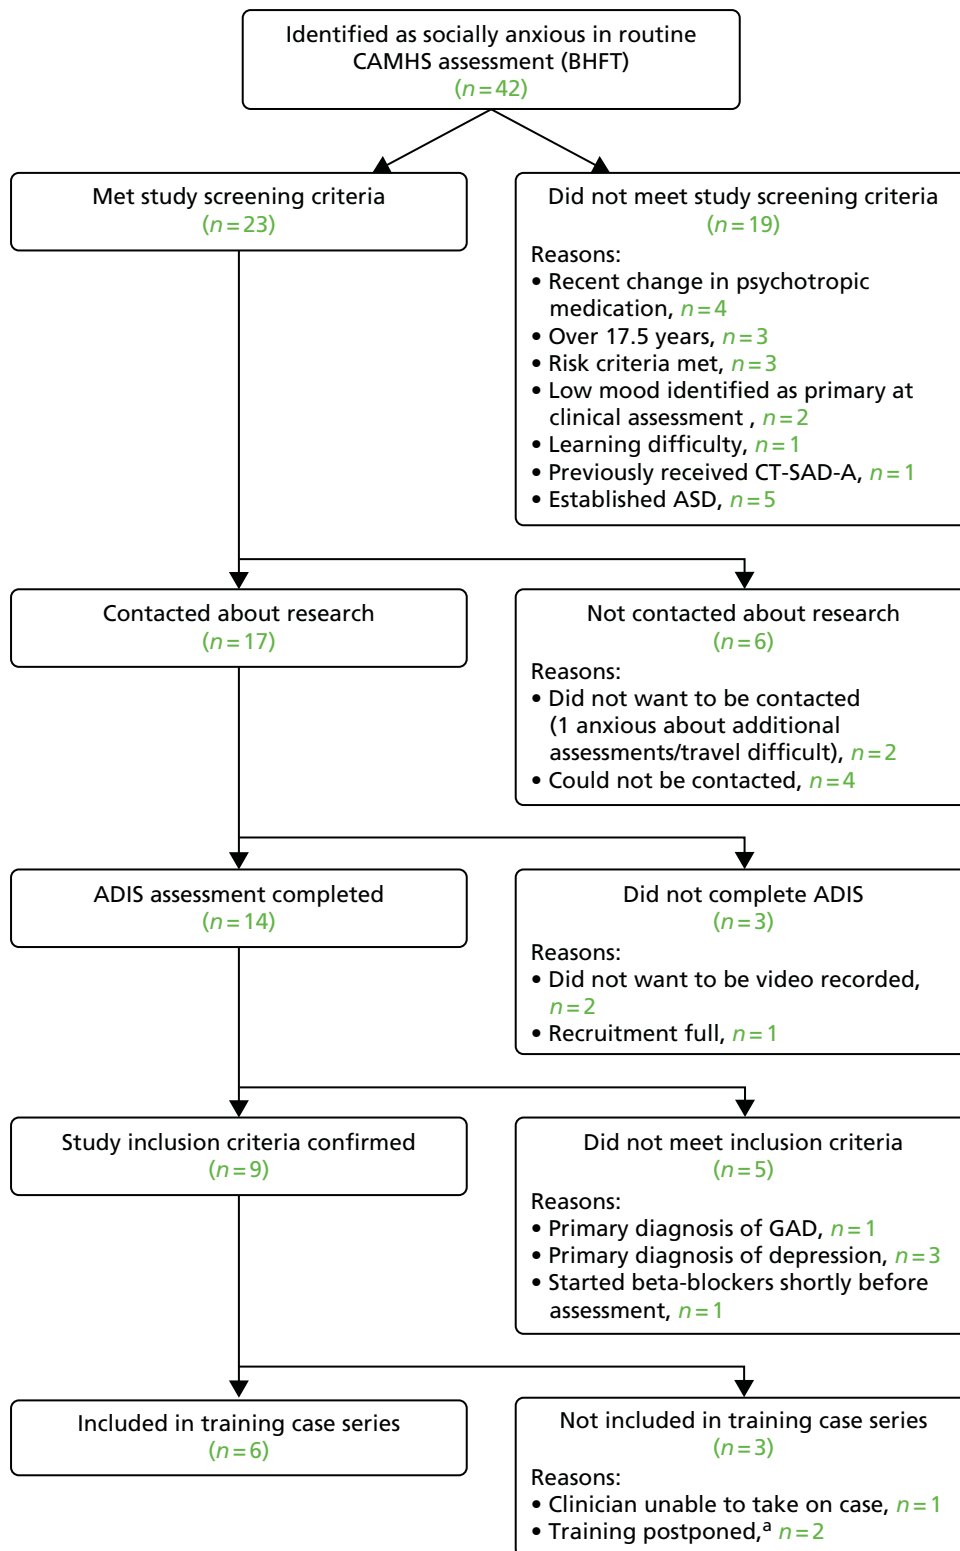 Identified as socially anxious in routine
CAMHS assessment (BHFT)
(n=42)
Met study screening criteria
(n=23)
Did not meet study screening criteria
(n=19)
Reasons:
• Recent change in psychotropic
medication, n=4
• Over 17.5 years, n=3
• Risk criteria met, n=3
• Low mood identified as primary at
clinical assessment , n=2
• Learning difficulty, n=1
• Previously received CT-SAD-A, n=1
• Established ASD, n=5
Contacted about research
(n=17)
Not contacted about research
(n=6)
Reasons:
• Did not want to be contacted
(1 anxious about additional
assessments/travel difficult), n=2
• Could not be contacted, n=4
ADIS assessment completed
(n=14)
Did not complete ADIS
(n=3)
Reasons:
• Did not want to be video recorded,
n=2
• Recruitment full, n=1
Study inclusion criteria confirmed
(n=9)
Did not meet inclusion criteria
(n=5)
Reasons:
• Primary diagnosis of GAD, n=1
• Primary diagnosis of depression, n=3
• Started beta-blockers shortly before
assessment, n=1
Included in training case series
(n=6)
Not included in training case series
(n=3)
Reasons:
• Clinician unable to take on case, n=1
• Training postponed,a n=2